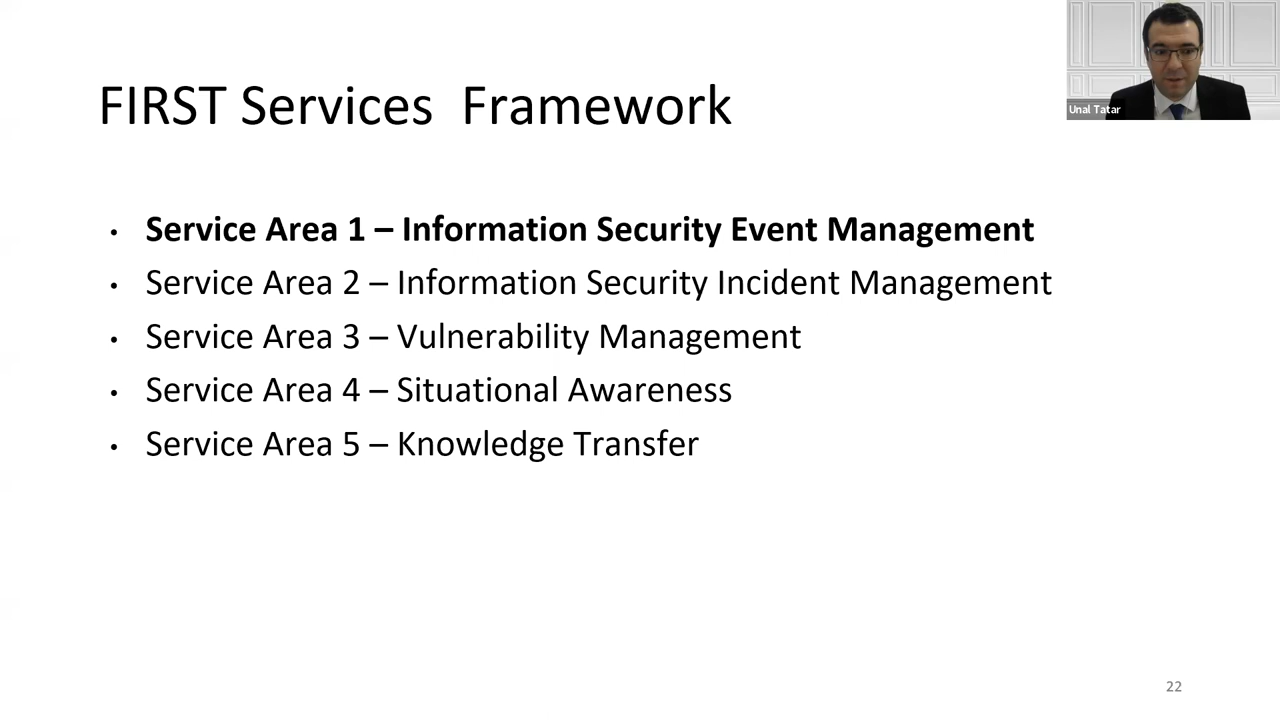 FIRST Services Framework
Unal Tatar
• Service Area 1 – Information Security Event Management
• Service Area 2 – Information Security Incident Management
• Service Area 3 – Vulnerability Management
• Service Area 4 – Situational Awareness
• Service Area 5 – Knowledge Transfer
22